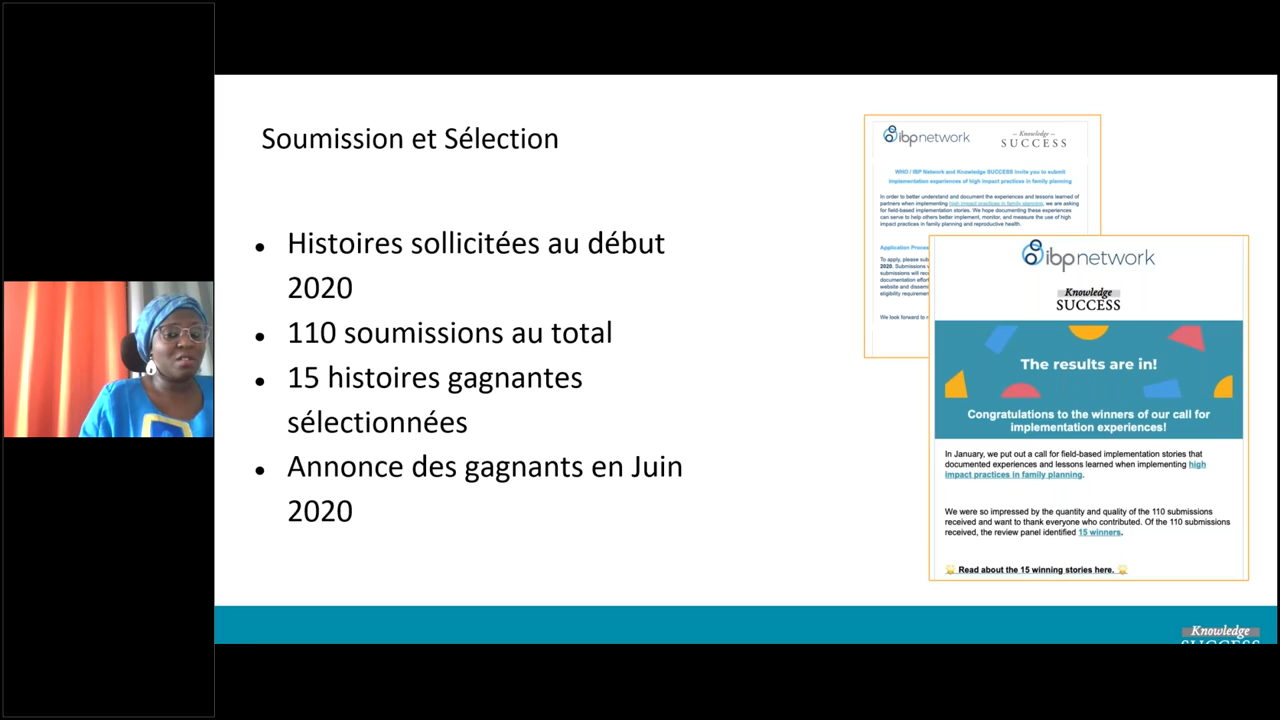 Soumission et Sélection
● Histoires sollicitées au début
2020
● 110 soumissions au total
● 15 histoires gagnantes
sélectionnées
● Annonce des gagnants en Juin
2020
ibpnetwork
— Knowledge —
SUCCESS
WHO / IBP Network and Knowledge SUCCESS invite you to submit
implementation experiences of high impact practices in family planning
In order to better understand and document the experiences and lessons learned of
partners when implementing high impact practices in family planning, we are asking
for field-based implementation stories. We hope documenting these experiences
can serve to help others better implement, monitor, and measure the use of high
impact practices in family planning and reproductive health.
Application
To apply, please
2020. Submissions
submissions will
documentation
website and
eligibility
We look forward to
ibpnetwork
Knowledge
SUCCESS
The results are in!
Congratulations to the winners of our call for
implementation experiences!
In January, we put out a call for field-based implementation stories that
documented experiences and lessons learned when implementing high
impact practices in family planning.
We were so impressed by the quantity and quality of the 110 submissions
received and want to thank everyone who contributed. Of the 110 submissions
received, the review panel identified 15 winners.
Read about the 15 winning stories here.
Knowledge
SUCCESS